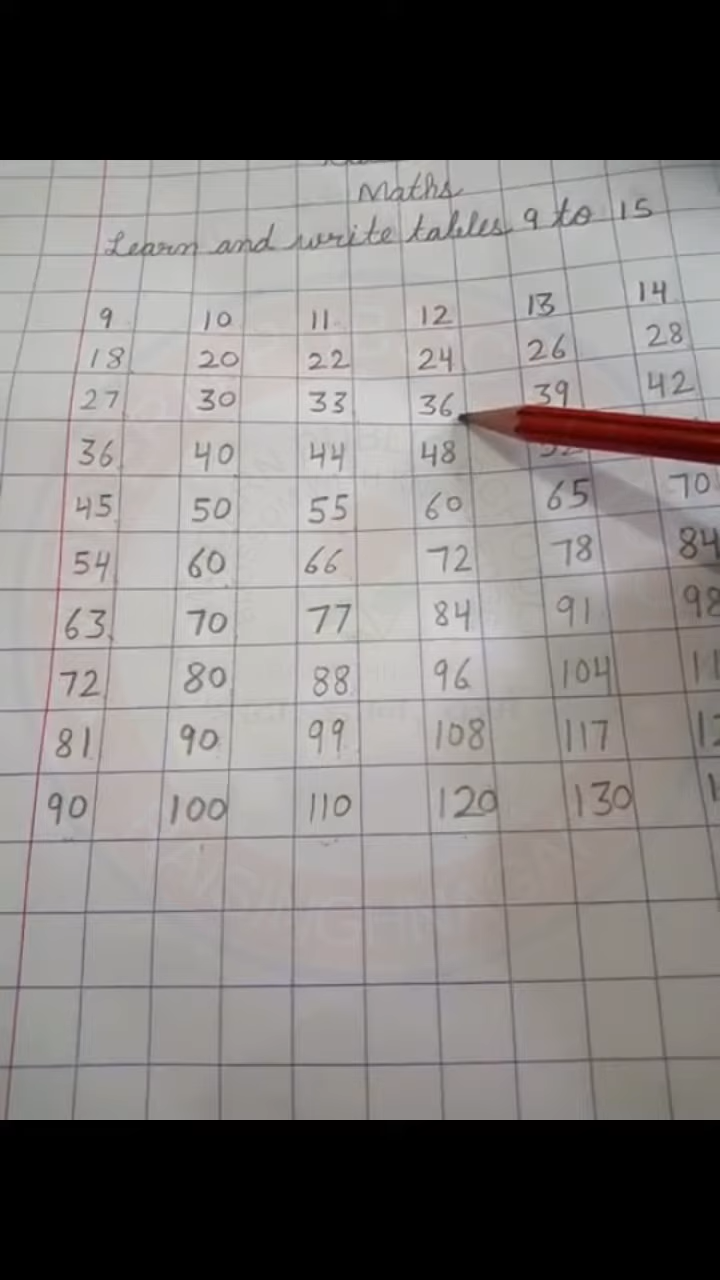 Maths
Learn and write tables 9 to 15
9 10 11 12 13 14
18 20 22 24 26 28
27 30 33 36 39 42
36 40 44 48
45 50 55 60 65 70
54 60 66 72 78 84
63 70 77 84 91 98
72 80 88 96 104
81 90 99 108 117
90 100 110 120 130